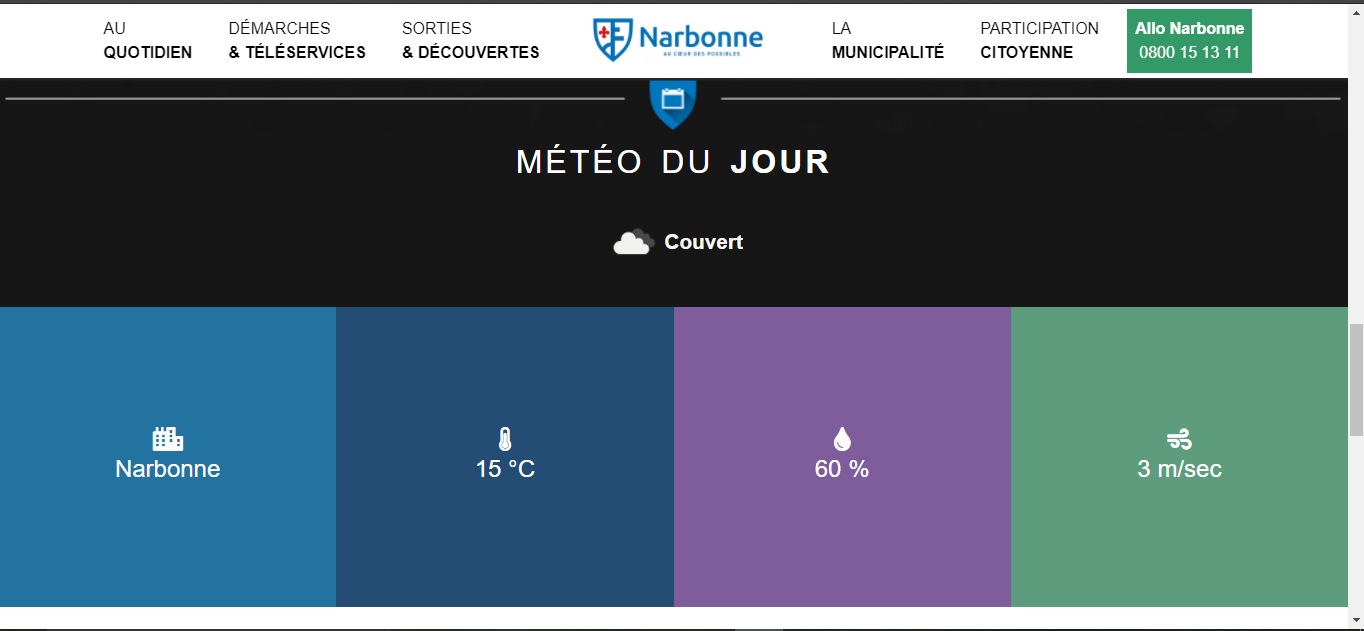 AU
QUOTIDIEN
DÉMARCHES
& TÉLÉSERVICES
SORTIES
& DÉCOUVERTES
Narbonne
AU CŒUR DES POSSIBLES
LA
MUNICIPALITÉ
PARTICIPATION
CITOYENNE
Allo Narbonne
0800 15 13 11
MÉTÉO DU JOUR
Couvert
Narbonne
15 °C
60 %
3 m/sec